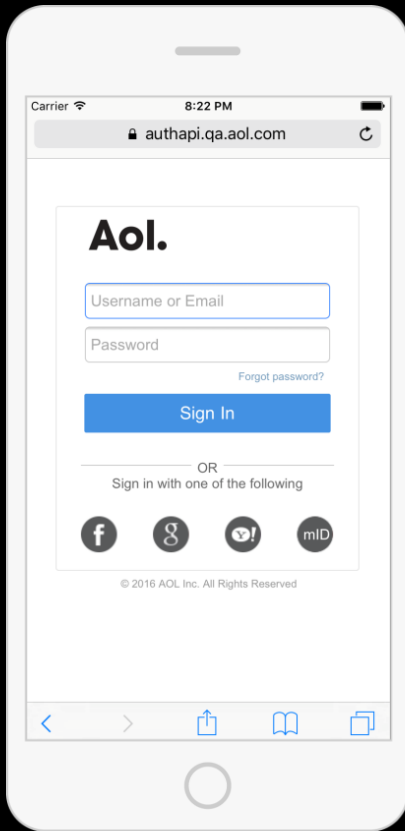 Carrier 8:22 PM
authapi.qa.aol.com
Aol.
Username or Email
Password
Forgot password?
Sign In
OR
Sign in with one of the following
f g Y! mID
© 2016 AOL Inc. All Rights Reserved